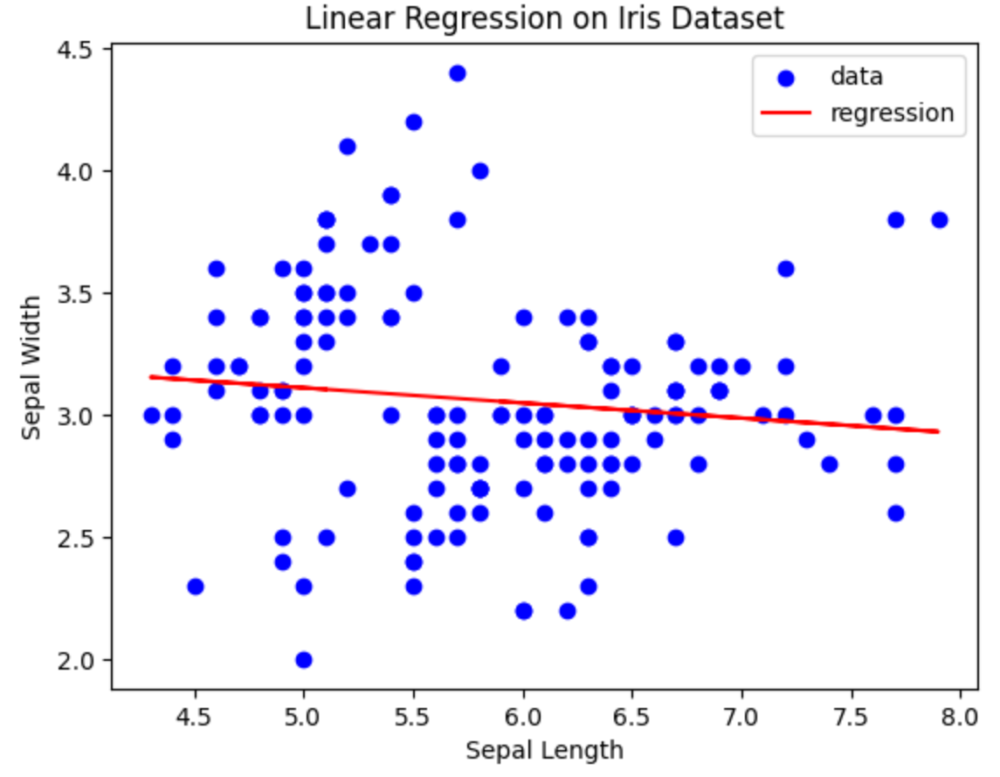 Linear Regression on Iris Dataset
data
regression
4.5
4.0
3.5
3.0
2.5
2.0
Sepal Width
4.5 5.0 5.5 6.0 6.5 7.0 7.5 8.0
Sepal Length